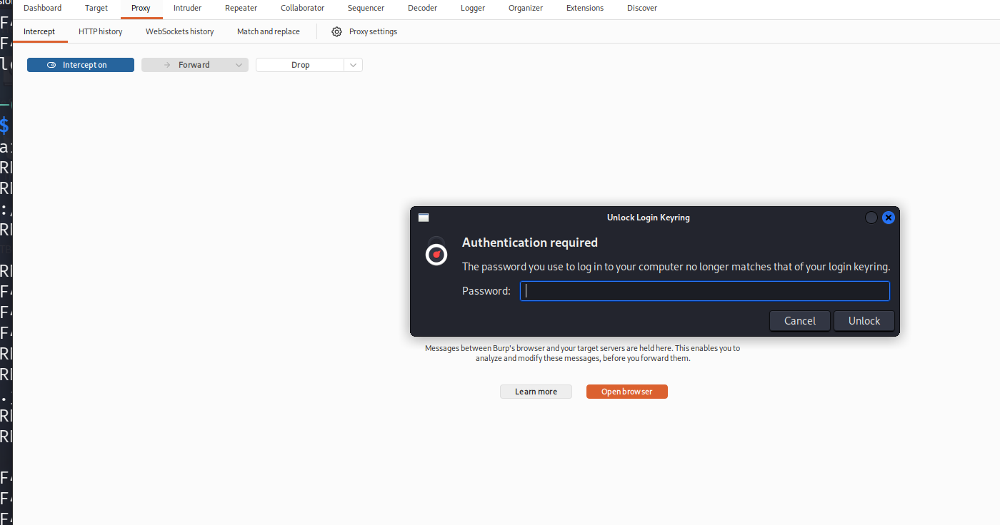 Dashboard Target Proxy Intruder Repeater Collaborator Sequencer Decoder Logger Organizer Extensions Discover
Intercept HTTP history WebSockets history Match and replace Proxy settings
Intercept on Forward Drop
Unlock Login Keyring
Authentication required
The password you use to log in to your computer no longer matches that of your login keyring.
Password:
Cancel Unlock
Messages between Burp's browser and your target servers are held here. This enables you to
analyze and modify these messages, before you forward them.
Learn more Open browser
$